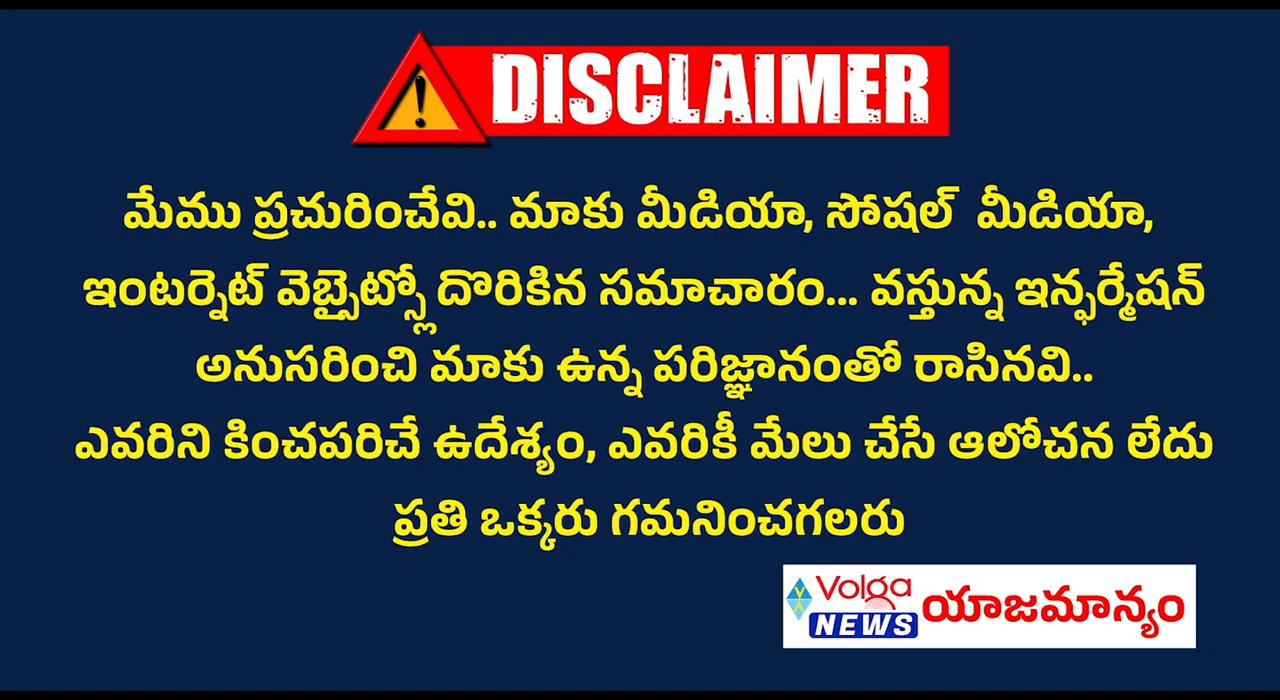 DISCLAIMER
మేము ప్రచురించేవి.. మాకు మీడియా, సోషల్ మీడియా,
ఇంటర్నెట్ వెబ్సైట్స్లో దొరికిన సమాచారం... వస్తున్న ఇన్ఫర్మేషన్
అనుసరించి మాకు ఉన్న పరిజ్ఞానంతో రాసినవి..
ఎవరిని కించపరిచే ఉదేశ్యం, ఎవరికీ మేలు చేసే ఆలోచన లేదు
ప్రతి ఒక్కరు గమనించగలరు
Volga
NEWS యాజమాన్యం